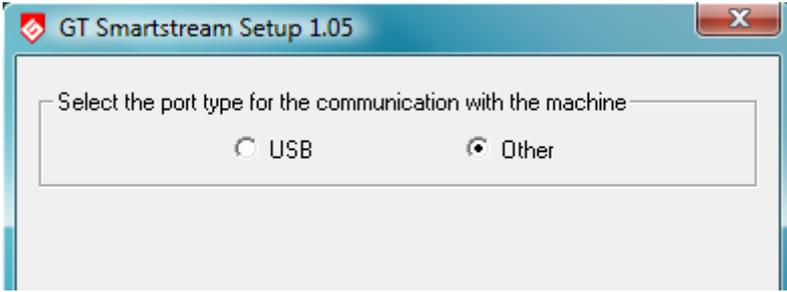 GT Smartstream Setup 1.05
Select the port type for the communication with the machine
USB Other